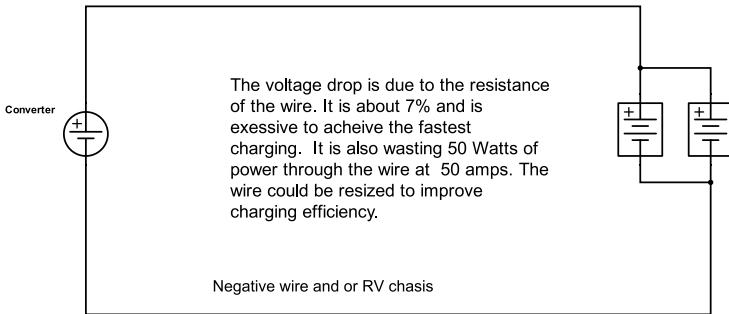 The voltage drop is due to the resistance
of the wire. It is about 7% and is
exessive to acheive the fastest
charging.  It is also wasting 50 Watts of
power through the wire at  50 amps. The
wire could be resized to improve
charging efficiency.
Converter
+
+
+
Negative wire and or RV chasis